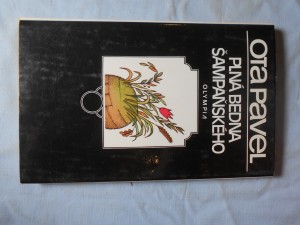 Ota Pavel
PLNÁ BEDNA
ŠAMPAŇSKÉHO
OLYMPIA